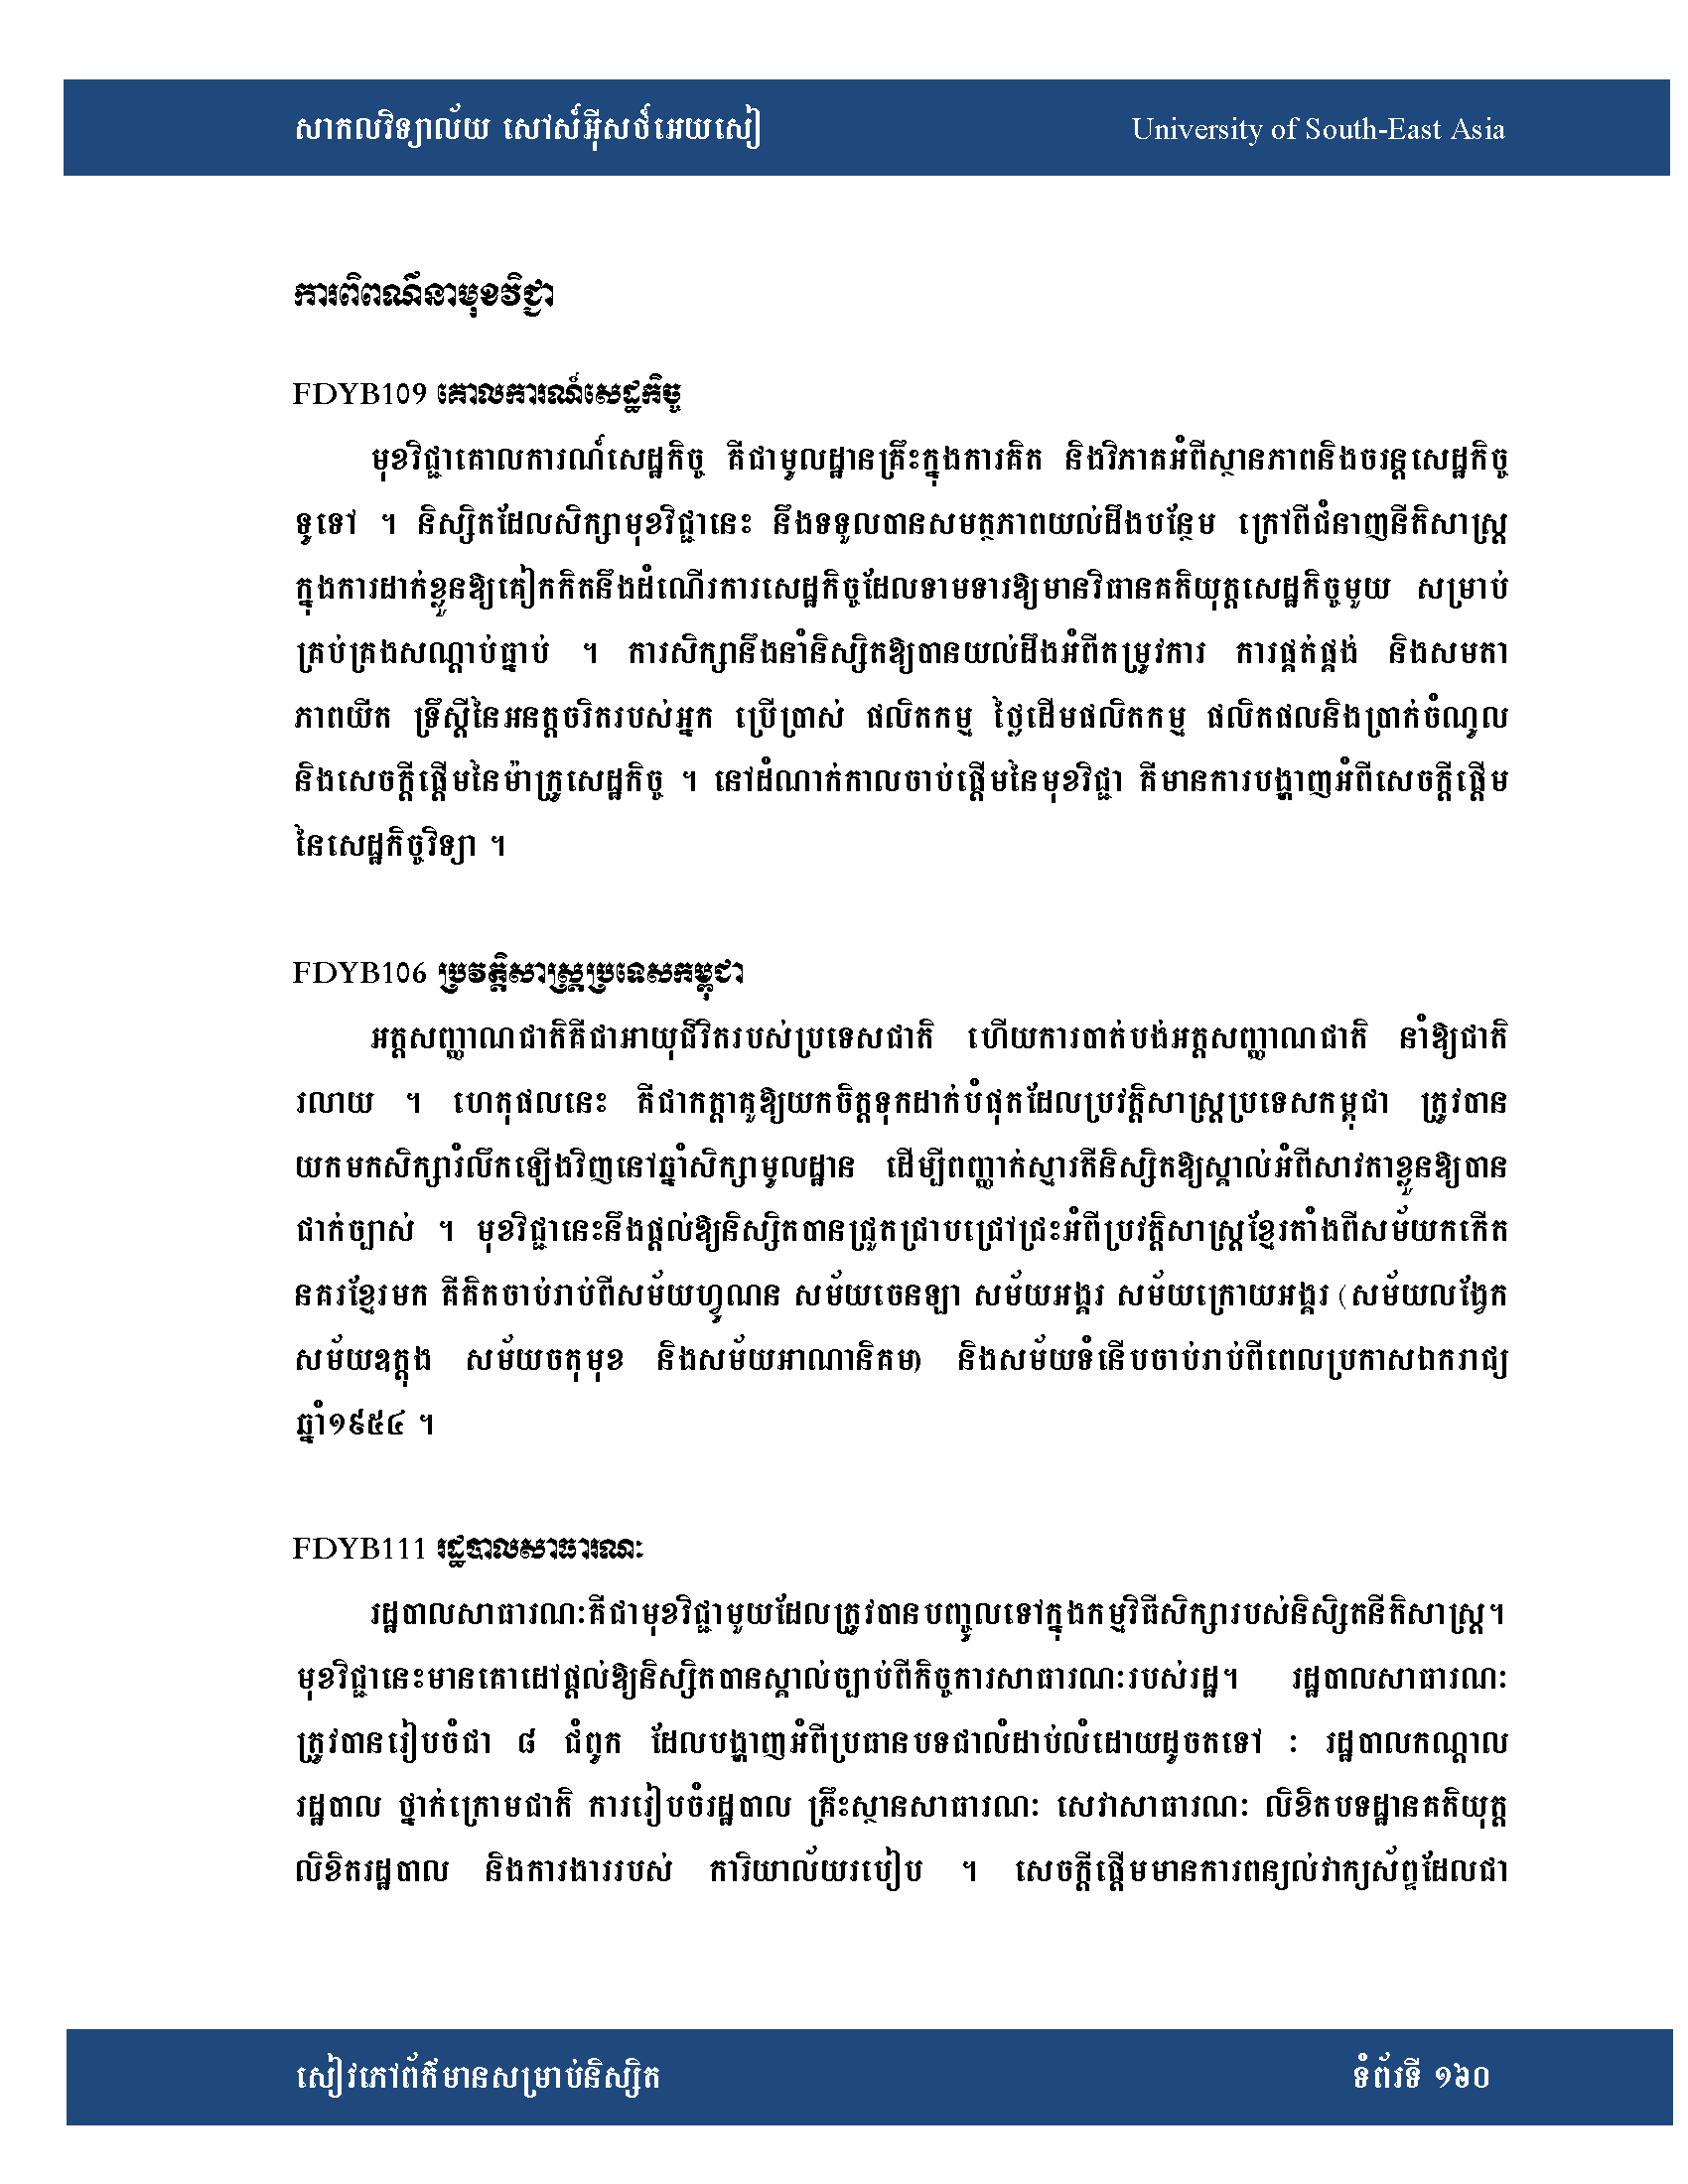 សាកលវិទ្យាល័យ សៅស៍អ៊ីសថ៍អេយសៀ
University of South-East Asia
ការពិពណ៌នាមុខវិជ្ជា
FDYB109 គោលការណ៍សេដ្ឋកិច្ច
មុខវិជ្ជាគោលការណ៍សេដ្ឋកិច្ច គឺជាមូលដ្ឋានគ្រឹះក្នុងការគិត និងវិភាគអំពីស្ថានភាពនិងចរន្តសេដ្ឋកិច្ច
ទូទៅ ។ និស្សិតដែលសិក្សាមុខវិជ្ជានេះ នឹងទទួលបានសមត្ថភាពយល់ដឹងបន្ថែម ក្រៅពីជំនាញនីតិសាស្ត្រ
ក្នុងការដាក់ខ្លួនឱ្យគៀកកិតនឹងដំណើរការសេដ្ឋកិច្ចដែលទាមទារឱ្យមានវិធានគតិយុត្តសេដ្ឋកិច្ចមួយ សម្រាប់
គ្រប់គ្រងសណ្តាប់ធ្នាប់ ។ ការសិក្សានឹងនាំនិស្សិតឱ្យបានយល់ដឹងអំពីតម្រូវការ ការផ្គត់ផ្គង់ និងសមតា
ភាពយឺត ទ្រឹស្តីនៃអនត្តចរិតរបស់អ្នក ប្រើប្រាស់ ផលិតកម្ម ថ្លៃដើមផលិតកម្ម ផលិតផលនិងប្រាក់ចំណូល
និងសេចក្តីផ្តើមនៃម៉ាក្រូសេដ្ឋកិច្ច ។ នៅដំណាក់កាលចាប់ផ្តើមនៃមុខវិជ្ជា គឺមានការបង្ហាញអំពីសេចក្តីផ្តើម
នៃសេដ្ឋកិច្ចវិទ្យា ។
FDYB106 ប្រវត្តិសាស្ត្រប្រទេសកម្ពុជា
អត្តសញ្ញាណជាតិគឺជាអាយុជីវិតរបស់ប្រទេសជាតិ ហើយការបាត់បង់អត្តសញ្ញាណជាតិ នាំឱ្យជាតិ
រលាយ ។ ហេតុផលនេះ គឺជាកត្តាគួឱ្យយកចិត្តទុកដាក់បំផុតដែលប្រវត្តិសាស្ត្រប្រទេសកម្ពុជា ត្រូវបាន
យកមកសិក្សារំលឹកឡើងវិញនៅឆ្នាំសិក្សាមូលដ្ឋាន ដើម្បីពញ្ញាក់ស្មារតីនិស្សិតឱ្យស្គាល់អំពីសាវតាខ្លួនឱ្យបាន
ជាក់ច្បាស់ ។ មុខវិជ្ជានេះនឹងផ្តល់ឱ្យនិស្សិតបានជ្រួតជ្រាបជ្រៅជ្រះអំពីប្រវត្តិសាស្ត្រខ្មែរតាំងពីសម័យកកើត
នគរខ្មែរមក គឺគិតចាប់រាប់ពីសម័យហ្វូណន សម័យចេនឡា សម័យអង្គរ សម័យក្រោយអង្គរ (សម័យលង្វែក
សម័យឧត្តុង សម័យចតុមុខ និងសម័យអាណានិគម) និងសម័យទំនើបចាប់រាប់ពីពេលប្រកាសឯករាជ្យ
ឆ្នាំ១៩៥៤ ។
FDYB111 រដ្ឋបាលសាធារណៈ
រដ្ឋបាលសាធារណៈគឺជាមុខវិជ្ជាមួយដែលត្រូវបានបញ្ចូលទៅក្នុងកម្មវិធីសិក្សារបស់និសិ្សតនីតិសាស្ត្រ។
មុខវិជ្ជានេះមានគោដៅផ្តល់ឱ្យនិស្សិតបានស្គាល់ច្បាប់ពីកិច្ចការសាធារណៈរបស់រដ្ឋ។ រដ្ឋបាលសាធារណៈ
ត្រូវបានរៀបចំជា ៨ ជំពូក ដែលបង្ហាញអំពីប្រធានបទជាលំដាប់លំដោយដូចតទៅ : រដ្ឋបាលកណ្តាល
រដ្ឋបាល ថ្នាក់ក្រោមជាតិ ការរៀបចំរដ្ឋបាល គ្រឹះស្ថានសាធារណៈ សេវាសាធារណៈ លិខិតបទដ្ឋានគតិយុត្ត
លិខិតរដ្ឋបាល និងការងាររបស់ ការិយាល័យរបៀប ។ សេចក្តីផ្តើមមានការពន្យល់វាក្យស័ព្ទដែលជា
សៀវភៅព័ត៌មានសម្រាប់និស្សិត
ទំព័រទី ១៦០